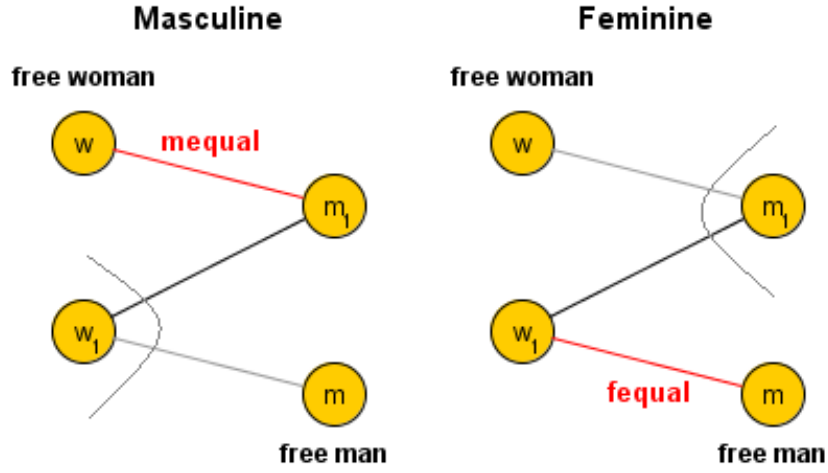 Masculine
Feminine
free woman
free woman
w
mequal
w
m1
m1
w1
w1
m
fequal
m
free man
free man